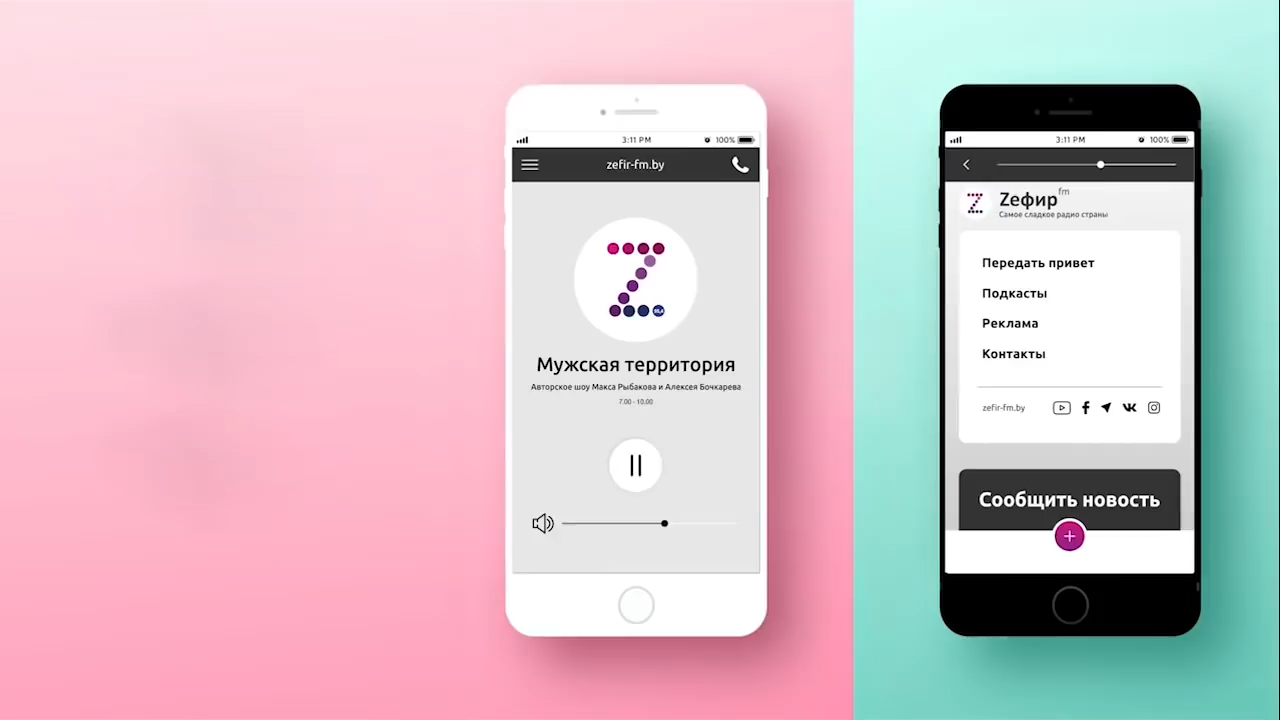 3:11 PM
100%
zefir-fm.by
Мужская территория
Авторское шоу Макса Рыбакова и Алексея Бочкарева
7.00 - 10.00
3:11 PM
100%
Zефир fm
Самое сладкое радио страны
Передать привет
Подкасты
Реклама
Контакты
zefir-fm.by
Сообщить новость